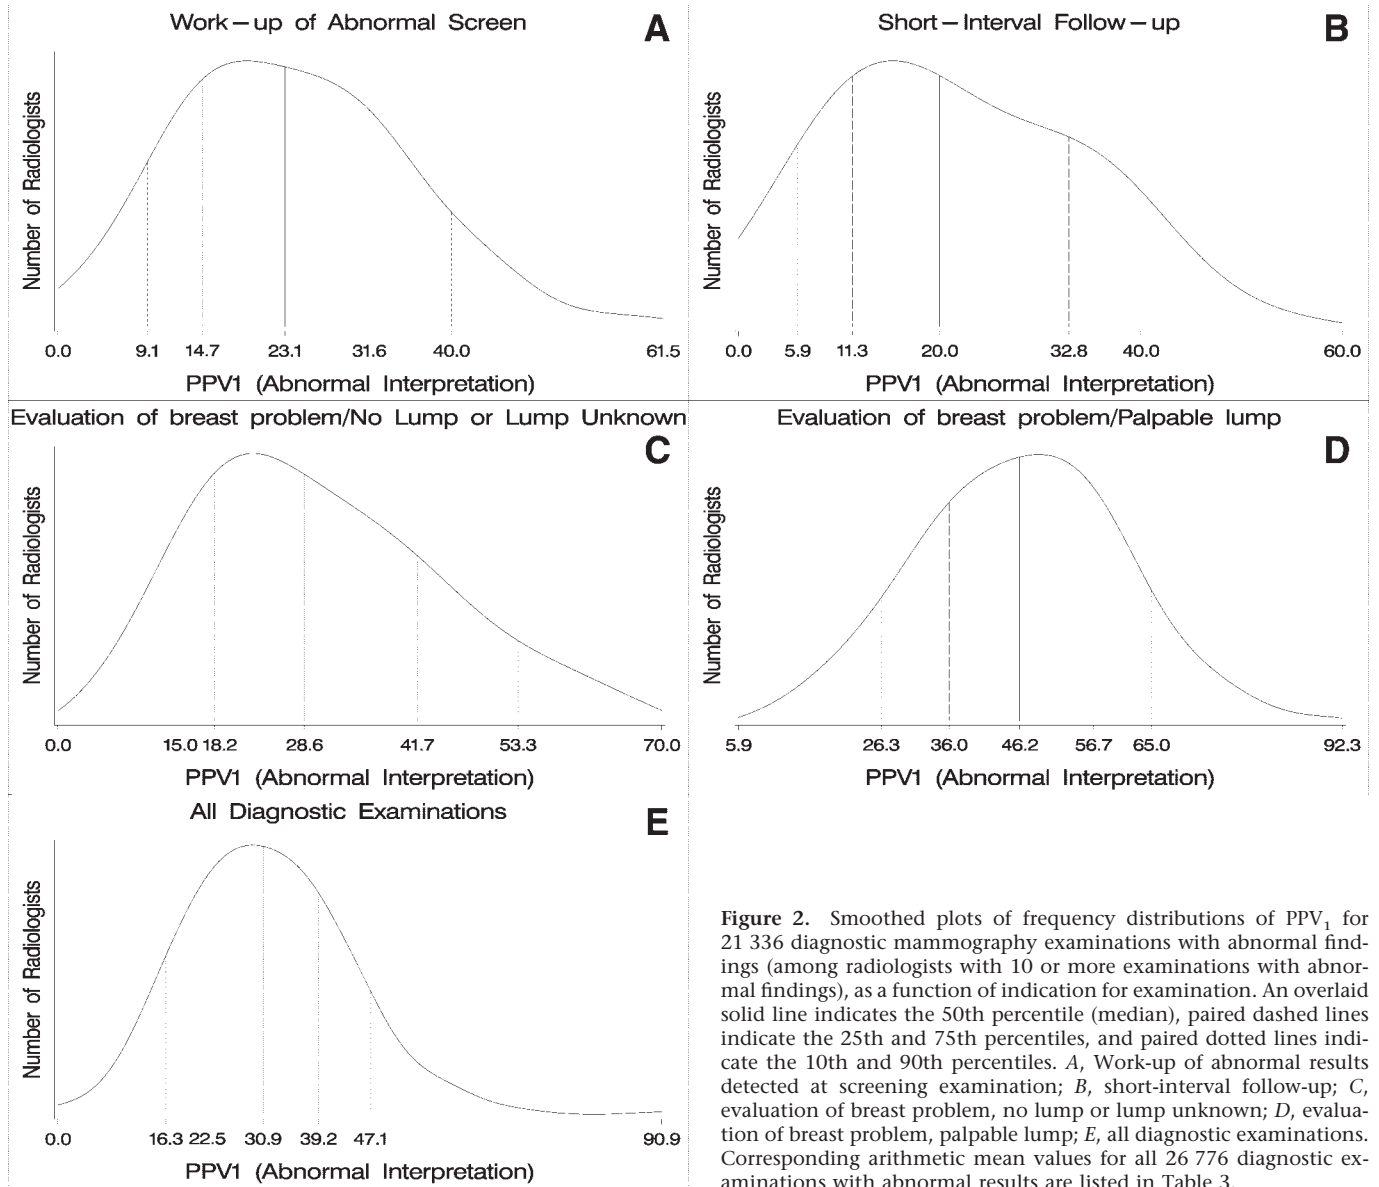 Work-up of Abnormal Screen
A
Number of Radiologists
0.0 9.1 14.7 23.1 31.6 40.0 61.5
PPV1 (Abnormal Interpretation)
Short-Interval Follow-up
B
Number of Radiologists
0.0 5.9 11.3 20.0 32.8 40.0 60.0
PPV1 (Abnormal Interpretation)
Evaluation of breast problem/No Lump or Lump Unknown
C
Number of Radiologists
0.0 15.0 18.2 28.6 41.7 53.3 70.0
PPV1 (Abnormal Interpretation)
Evaluation of breast problem/Palpable lump
D
Number of Radiologists
5.9 26.3 36.0 46.2 56.7 65.0 92.3
PPV1 (Abnormal Interpretation)
All Diagnostic Examinations
E
Number of Radiologists
0.0 16.3 22.5 30.9 39.2 47.1 90.9
PPV1 (Abnormal Interpretation)
Figure 2. Smoothed plots of frequency distributions of PPV₁ for
21 336 diagnostic mammography examinations with abnormal find-
ings (among radiologists with 10 or more examinations with abnor-
mal findings), as a function of indication for examination. An overlaid
solid line indicates the 50th percentile (median), paired dashed lines
indicate the 25th and 75th percentiles, and paired dotted lines indi-
cate the 10th and 90th percentiles. A, Work-up of abnormal results
detected at screening examination; B, short-interval follow-up; C,
evaluation of breast problem, no lump or lump unknown; D, evalua-
tion of breast problem, palpable lump; E, all diagnostic examinations.
Corresponding arithmetic mean values for all 26 776 diagnostic ex-
aminations with abnormal results are listed in Table 3.